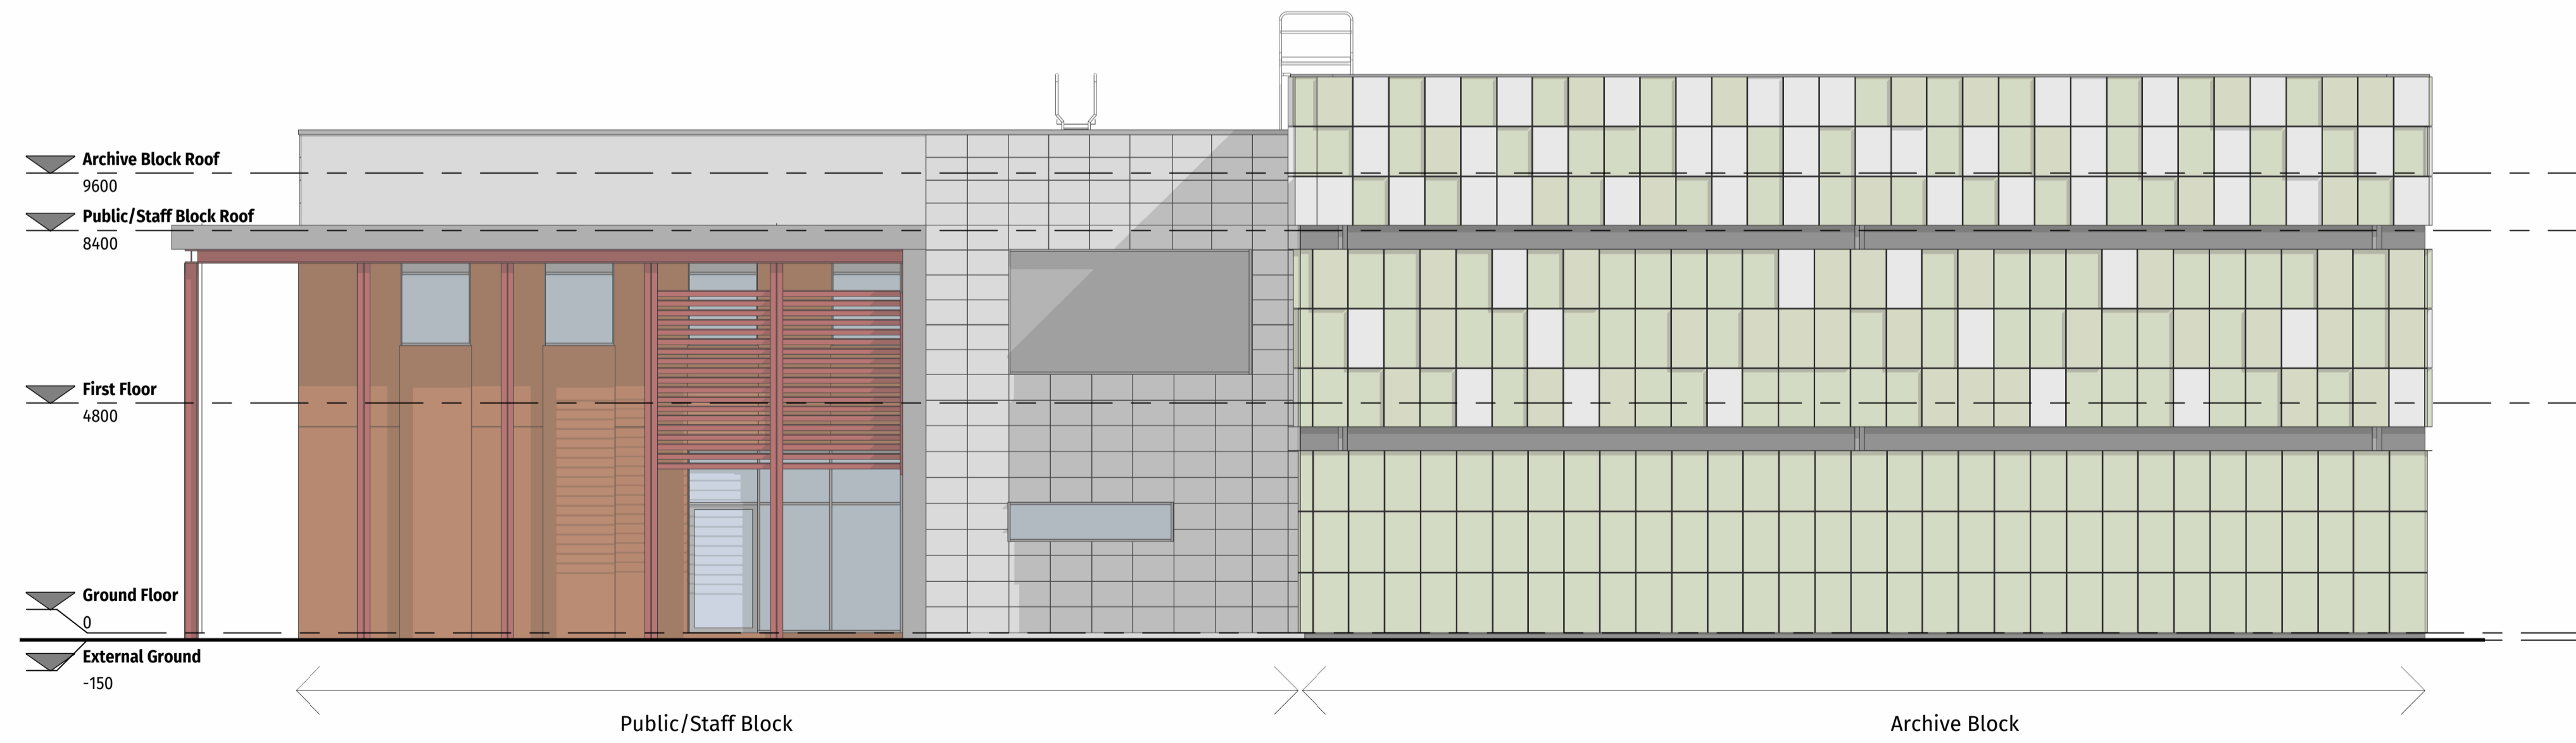 Archive Block Roof
9600
Public/Staff Block Roof
8400
First Floor
4800
Ground Floor
0
External Ground
-150
Public/Staff Block
Archive Block